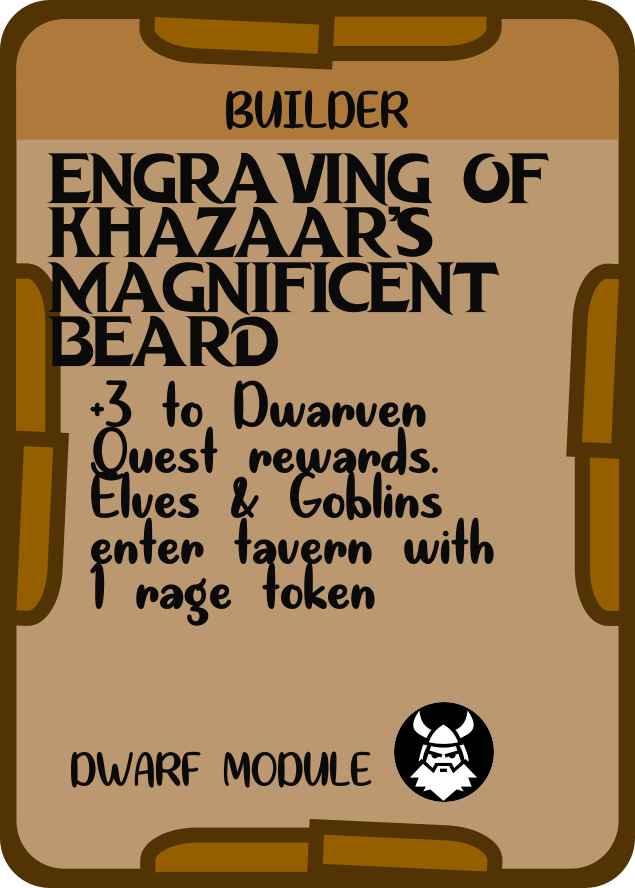 BUILDER
ENGRAVING OF
KHAZAAR'S
MAGNIFICENT
BEARD
+3 to Dwarven
Quest rewards.
Elves & Goblins
enter tavern with
1 rage token
DWARF MODULE